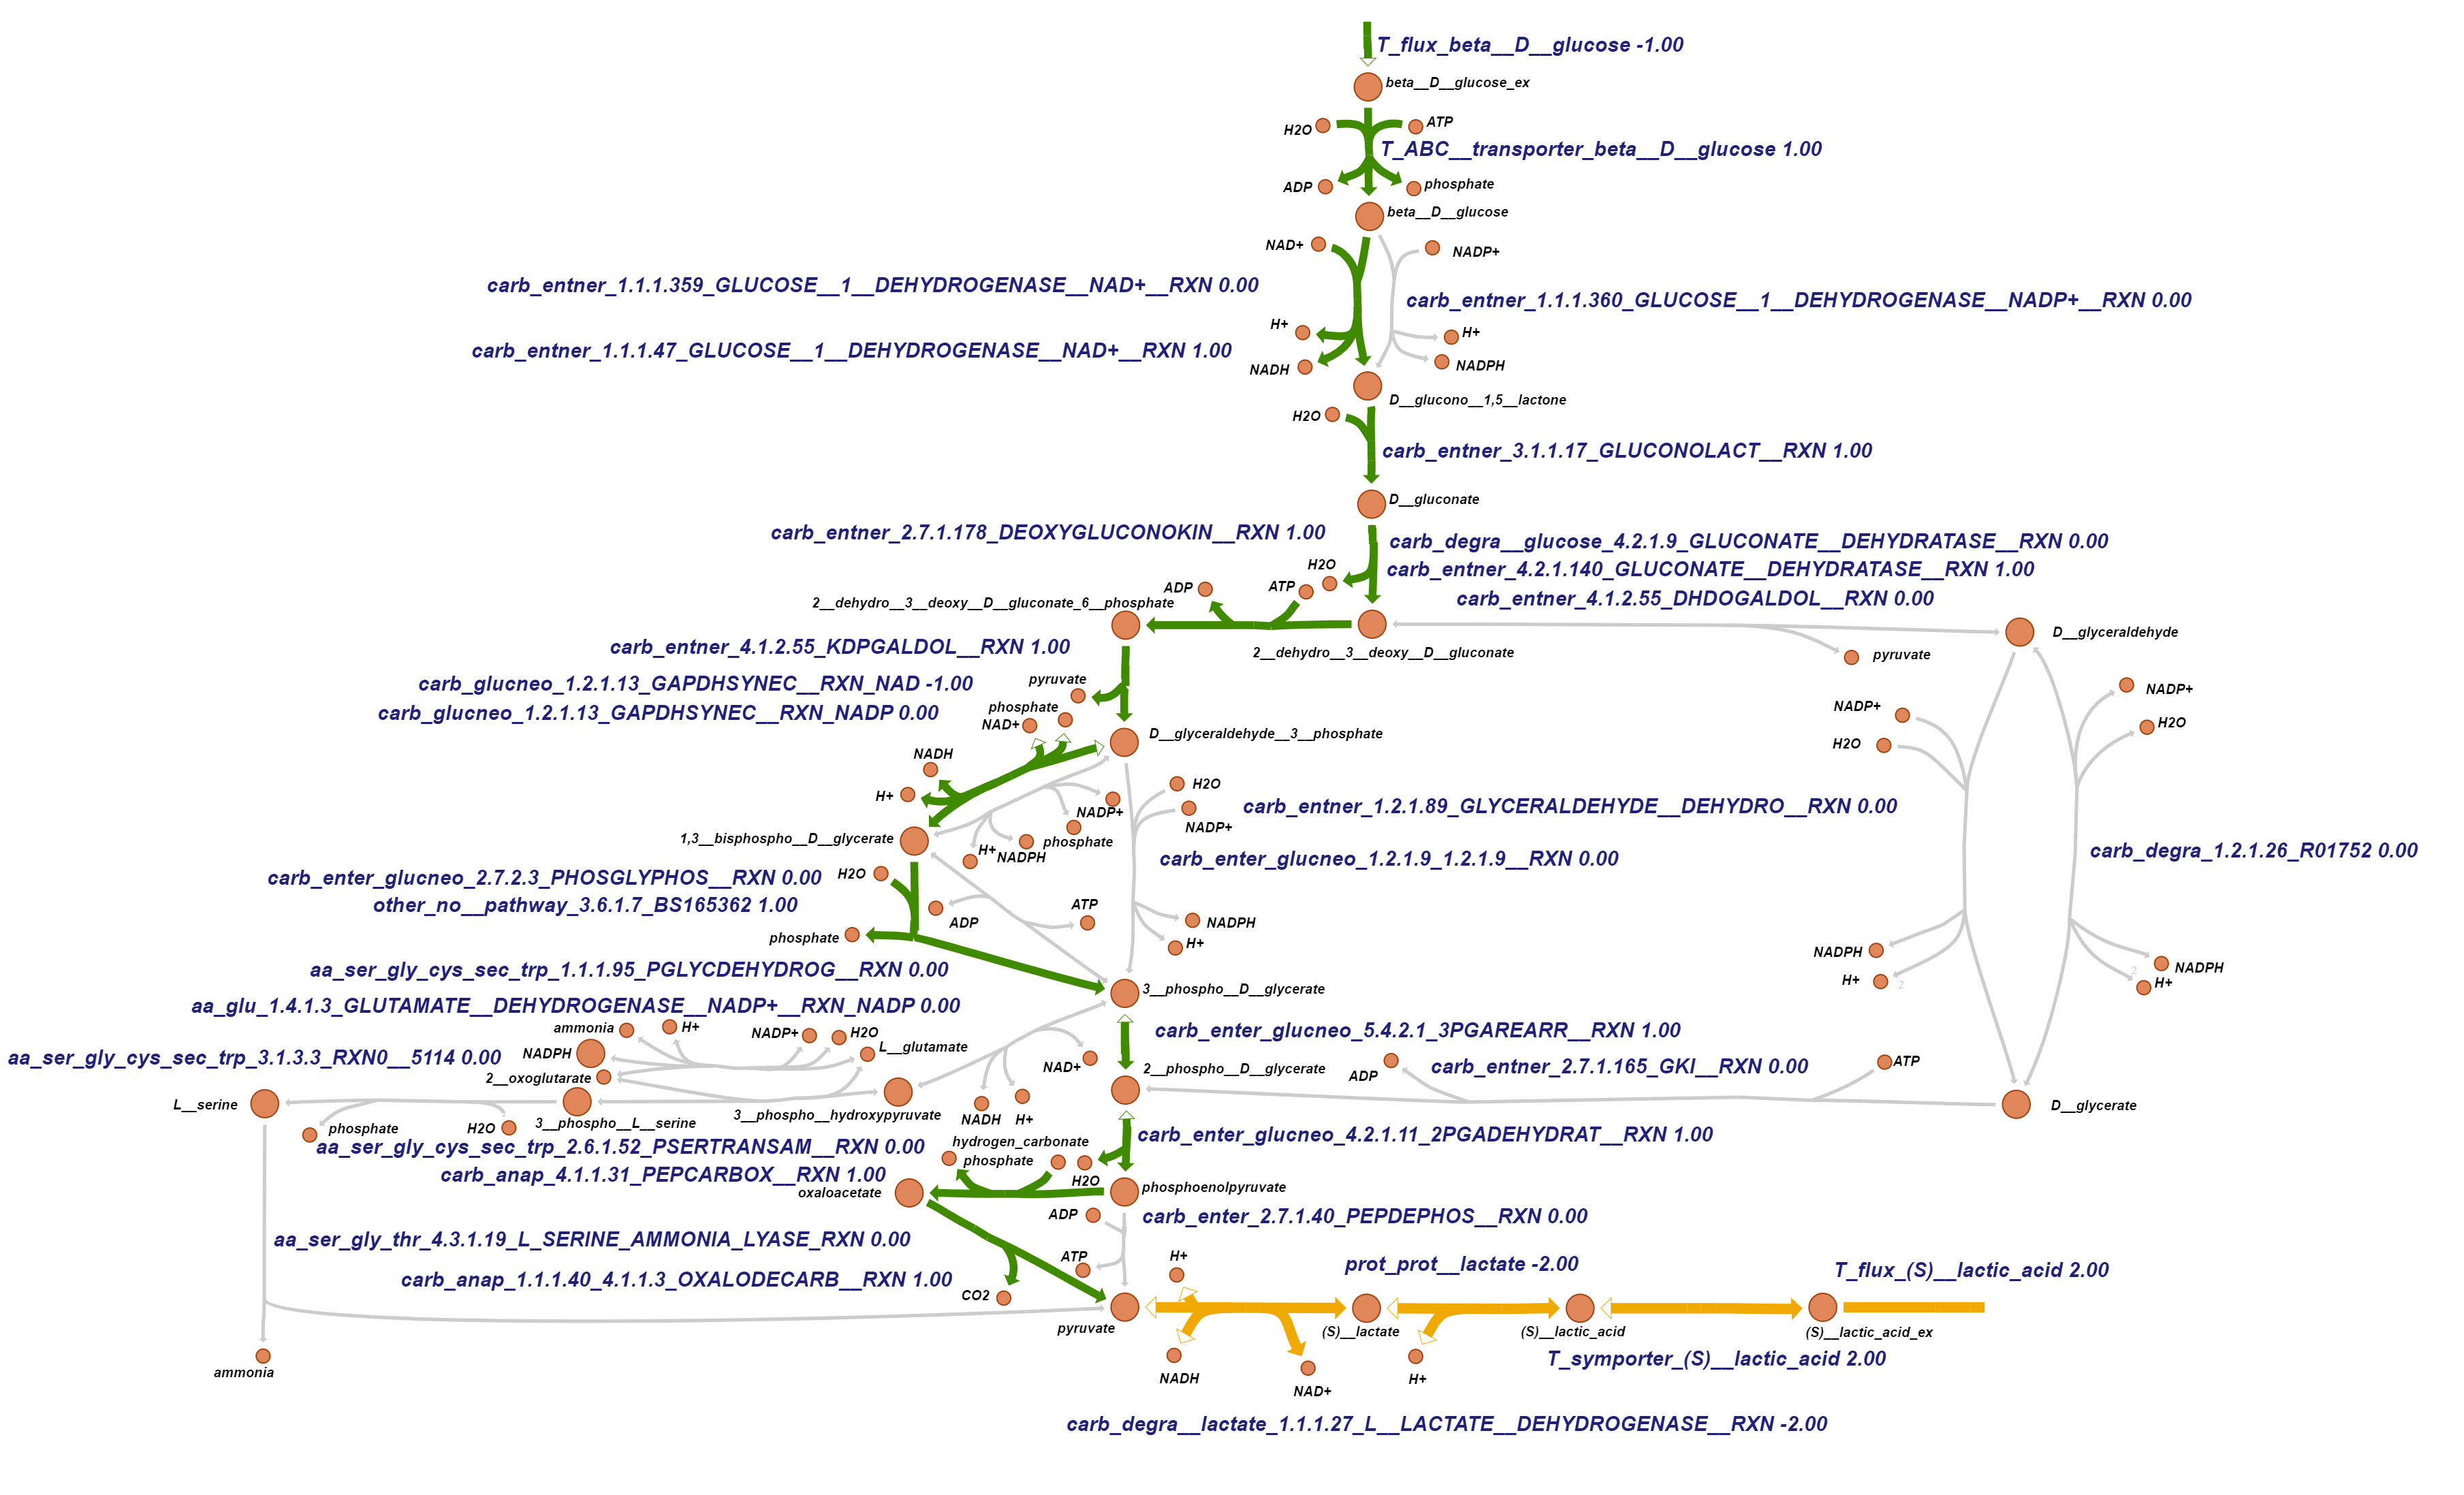 T_flux_beta__D__glucose -1.00
beta__D__glucose_ex
H2O
ATP
T_ABC__transporter_beta__D__glucose 1.00
ADP
phosphate
beta__D__glucose
NAD+
NADP+
carb_entner_1.1.1.359_GLUCOSE__1__DEHYDROGENASE__NAD+__RXN 0.00
carb_entner_1.1.1.360_GLUCOSE__1__DEHYDROGENASE__NADP+__RXN 0.00
H+
H+
carb_entner_1.1.1.47_GLUCOSE__1__DEHYDROGENASE__NAD+__RXN 1.00
NADH
NADPH
D__glucono__1,5__lactone
H2O
carb_entner_3.1.1.17_GLUCONOLACT__RXN 1.00
D__gluconate
carb_entner_2.7.1.178_DEOXYGLUCONOKIN__RXN 1.00
carb_degra__glucose_4.2.1.9_GLUCONATE__DEHYDRATASE__RXN 0.00
H2O
carb_entner_4.2.1.140_GLUCONATE__DEHYDRATASE__RXN 1.00
ADP
ATP
2__dehydro__3__deoxy__D__gluconate_6__phosphate
carb_entner_4.1.2.55_DHDOGALDOL__RXN 0.00
D__glyceraldehyde
carb_entner_4.1.2.55_KDPGALDOL__RXN 1.00
2__dehydro__3__deoxy__D__gluconate
pyruvate
carb_glucneo_1.2.1.13_GAPDHSYNEC__RXN_NAD -1.00
pyruvate
NADP+
carb_glucneo_1.2.1.13_GAPDHSYNEC__RXN_NADP 0.00
phosphate
NADP+
NAD+
H2O
D__glyceraldehyde__3__phosphate
H2O
NADH
H2O
H+
carb_entner_1.2.1.89_GLYCERALDEHYDE__DEHYDRO__RXN 0.00
NADP+
NADP+
1,3__bisphospho__D__glycerate
phosphate
H+
NADPH
carb_enter_glucneo_1.2.1.9_1.2.1.9__RXN 0.00
carb_degra_1.2.1.26_R01752 0.00
carb_enter_glucneo_2.7.2.3_PHOSGLYPHOS__RXN 0.00
H2O
other_no__pathway_3.6.1.7_BS165362 1.00
ATP
ADP
NADPH
phosphate
H+
NADPH
NADPH
aa_ser_gly_cys_sec_trp_1.1.1.95_PGLYCDEHYDROG__RXN 0.00
2
H+
2
H+
3__phospho__D__glycerate
aa_glu_1.4.1.3_GLUTAMATE__DEHYDROGENASE__NADP+__RXN_NADP 0.00
ammonia
H+
NADP+
H2O
carb_enter_glucneo_5.4.2.1_3PGAREARR__RXN 1.00
L__glutamate
NADPH
aa_ser_gly_cys_sec_trp_3.1.3.3_RXN0__5114 0.00
NAD+
2__phospho__D__glycerate
carb_entner_2.7.1.165_GKI__RXN 0.00
ATP
ADP
2__oxoglutarate
L__serine
D__glycerate
3__phospho__hydroxypyruvate
NADH
H+
3__phospho__L__serine
phosphate
H2O
carb_enter_glucneo_4.2.1.11_2PGADEHYDRAT__RXN 1.00
aa_ser_gly_cys_sec_trp_2.6.1.52_PSERTRANSAM__RXN 0.00
hydrogen_carbonate
phosphate
carb_anap_4.1.1.31_PEPCARBOX__RXN 1.00
H2O
phosphoenolpyruvate
oxaloacetate
ADP
carb_enter_2.7.1.40_PEPDEPHOS__RXN 0.00
aa_ser_gly_thr_4.3.1.19_L_SERINE_AMMONIA_LYASE_RXN 0.00
ATP
H+
prot_prot__lactate -2.00
T_flux_(S)__lactic_acid 2.00
carb_anap_1.1.1.40_4.1.1.3_OXALODECARB__RXN 1.00
CO2
pyruvate
(S)__lactate
(S)__lactic_acid
(S)__lactic_acid_ex
T_symporter_(S)__lactic_acid 2.00
ammonia
NADH
H+
NAD+
carb_degra__lactate_1.1.1.27_L__LACTATE__DEHYDROGENASE__RXN -2.00